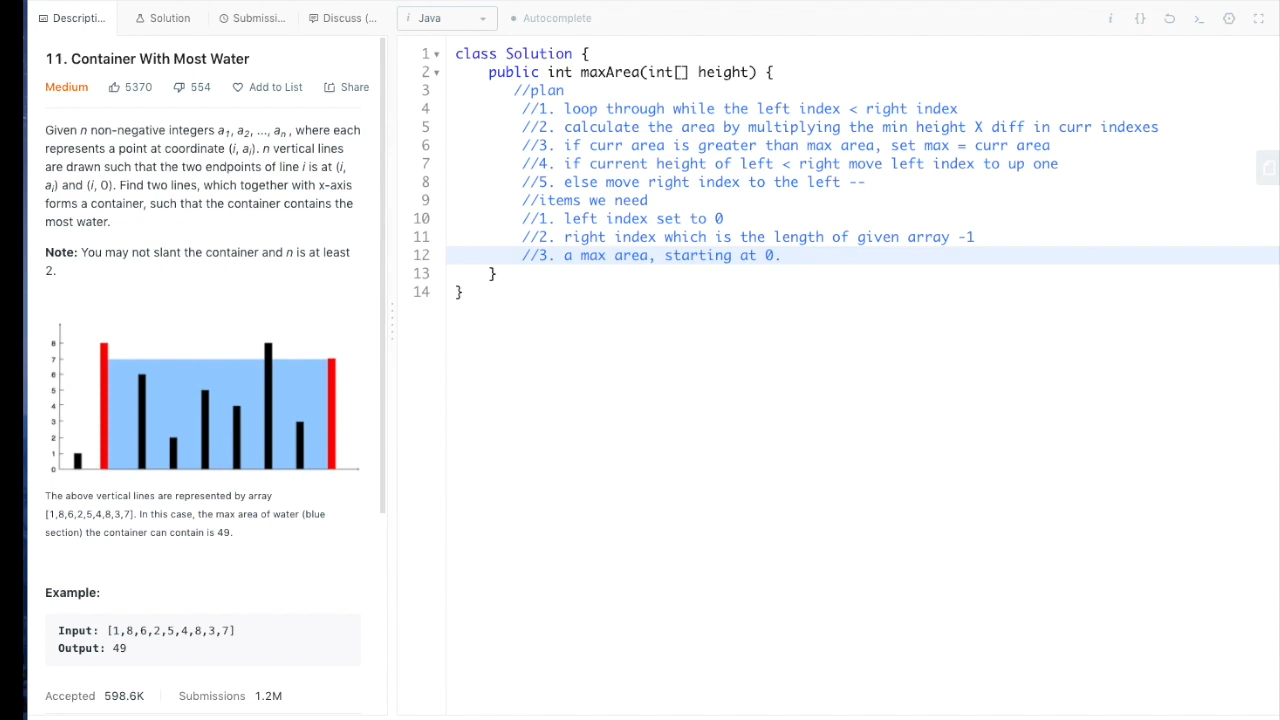 Descripti... Solution Submissi... Discuss (...
i Java Autocomplete i {}
11. Container With Most Water
Medium 5370 554 Add to List Share
Given n non-negative integers a1, a2, ..., an , where each
represents a point at coordinate (i, ai). n vertical lines
are drawn such that the two endpoints of line i is at (i,
ai) and (i, 0). Find two lines, which together with x-axis
forms a container, such that the container contains the
most water.
Note: You may not slant the container and n is at least
2.
8
7
6
5
4
3
2
1
0
The above vertical lines are represented by array
[1,8,6,2,5,4,8,3,7]. In this case, the max area of water (blue
section) the container can contain is 49.
Example:
Input: [1,8,6,2,5,4,8,3,7]
Output: 49
Accepted 598.6K Submissions 1.2M
1 class Solution {
2 public int maxArea(int[] height) {
3 //plan
4 //1. loop through while the left index < right index
5 //2. calculate the area by multiplying the min height X diff in curr indexes
6 //3. if curr area is greater than max area, set max = curr area
7 //4. if current height of left < right move left index to up one
8 //5. else move right index to the left --
9 //items we need
10 //1. left index set to 0
11 //2. right index which is the length of given array -1
12 //3. a max area, starting at 0.
13 }
14 }